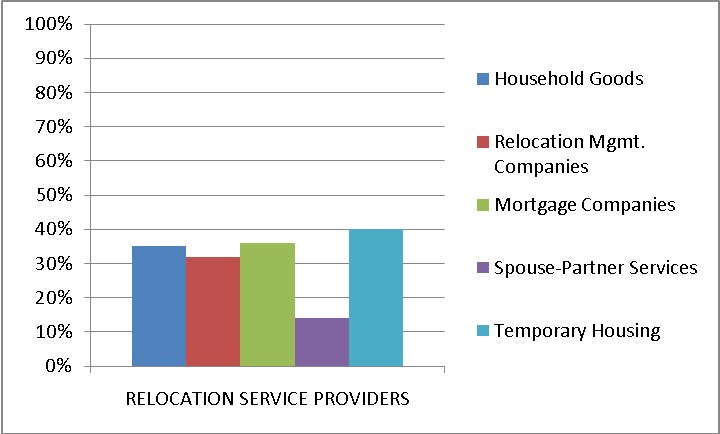 100%
90%
80%
70%
60%
50%
40%
30%
20%
10%
0%
RELOCATION SERVICE PROVIDERS
Household Goods
Relocation Mgmt.
Companies
Mortgage Companies
Spouse-Partner Services
Temporary Housing